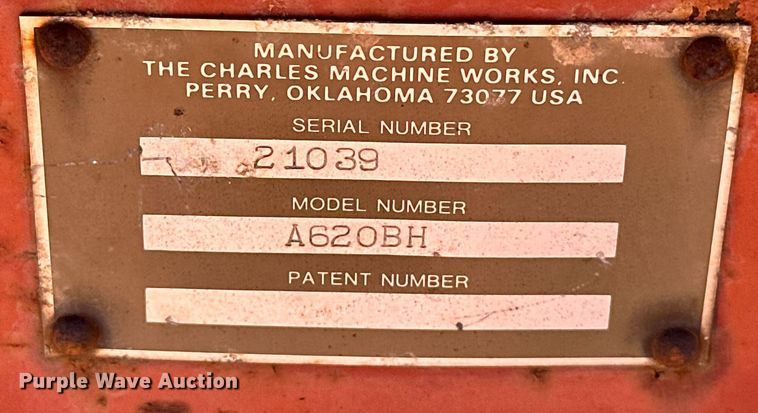 MANUFACTURED BY
THE CHARLES MACHINE WORKS, INC.
PERRY, OKLAHOMA 73077 USA
SERIAL NUMBER
21039
MODEL NUMBER
A620BH
PATENT NUMBER
Purple Wave Auction